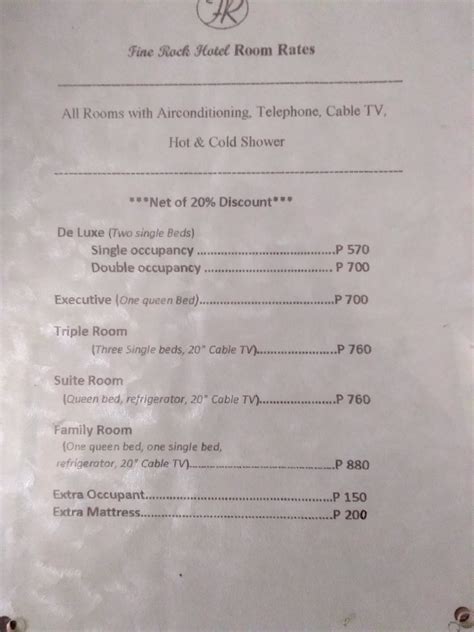 FR
Fine Rock Hotel Room Rates
All Rooms with Airconditioning, Telephone, Cable TV,
Hot & Cold Shower
***Net of 20% Discount***
De Luxe (Two single Beds)
Single occupancy ........................................P 570
Double occupancy ..................................... P 700
Executive (One queen Bed).......................................P 700
Triple Room
(Three Single beds, 20" Cable TV)......................P 760
Suite Room
(Queen bed, refrigerator, 20" Cable TV).....................P 760
Family Room
(One queen bed, one single bed,
refrigerator, 20" Cable TV).........................................P 880
Extra Occupant......................................................P 150
Extra Mattress.......................................................P 200